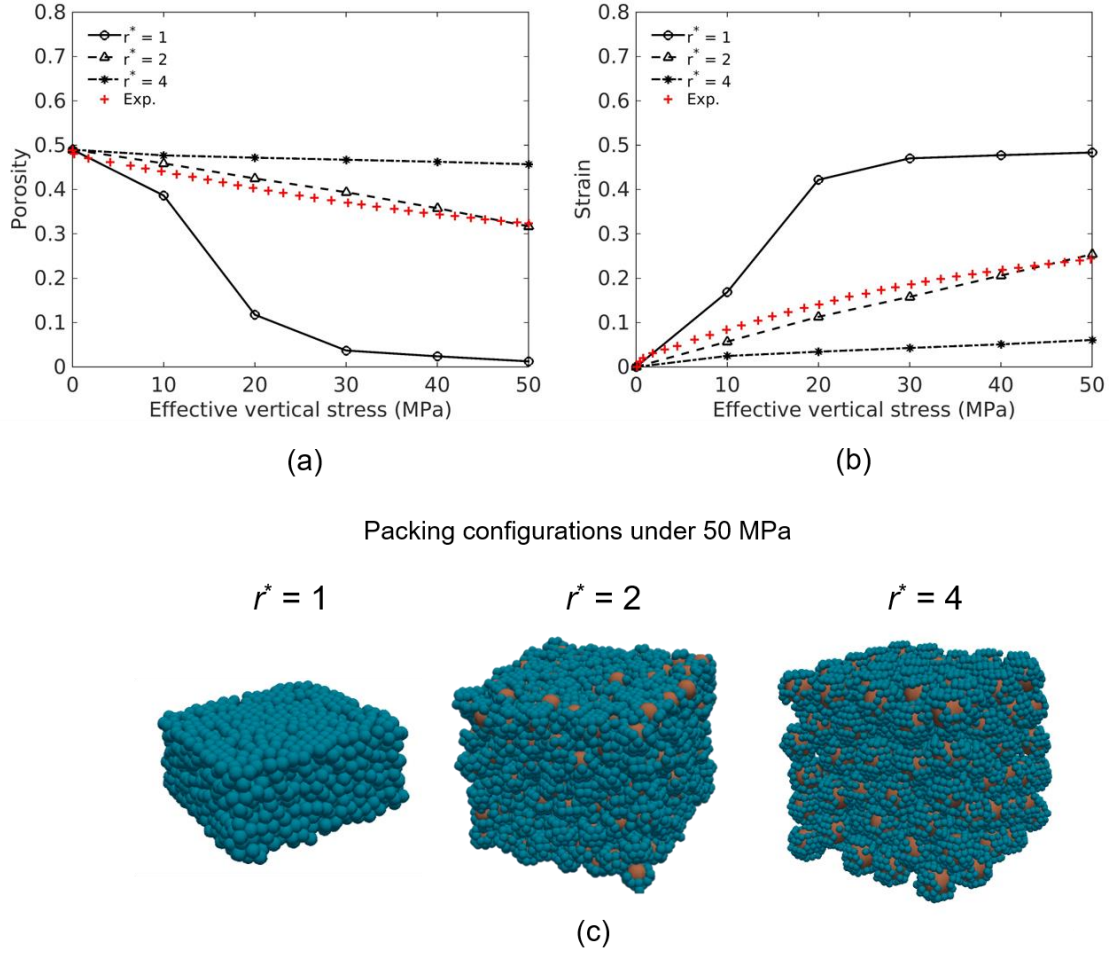 0.8
0.7
0.6
0.5
0.4
0.3
0.2
0.1
0
Porosity
r* = 1
r* = 2
r* = 4
Exp.
0 10 20 30 40 50
Effective vertical stress (MPa)
(a)
0.8
0.7
0.6
0.5
0.4
0.3
0.2
0.1
0
Strain
r* = 1
r* = 2
r* = 4
Exp.
0 10 20 30 40 50
Effective vertical stress (MPa)
(b)
Packing configurations under 50 MPa
r* = 1 r* = 2 r* = 4
(c)